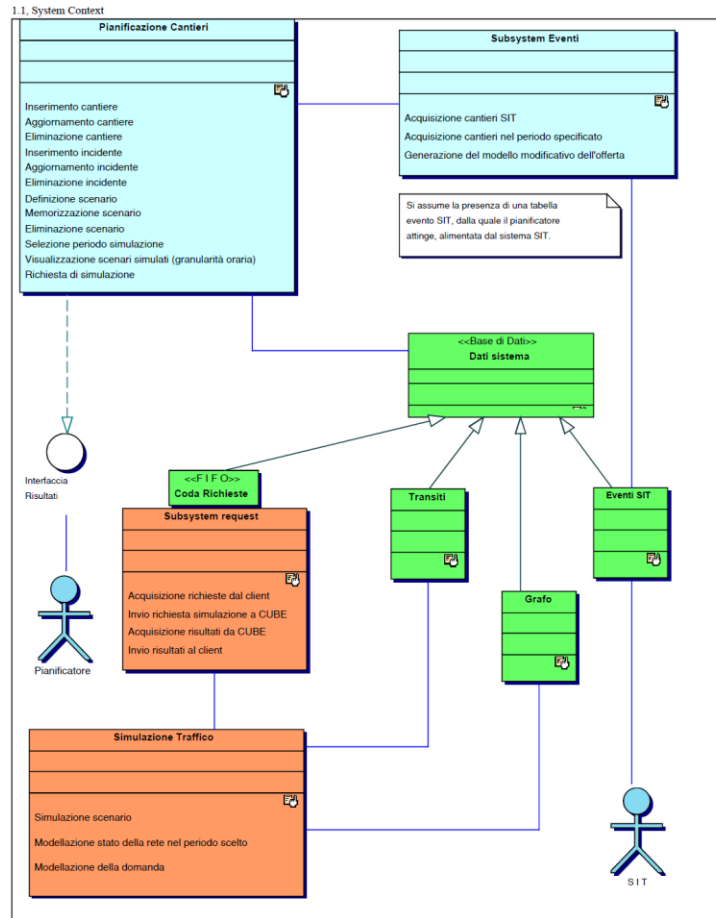 1.1, System Context
Pianificazione Cantieri
Inserimento cantiere
Aggiornamento cantiere
Eliminazione cantiere
Inserimento incidente
Aggiornamento incidente
Eliminazione incidente
Definizione scenario
Memorizzazione scenario
Eliminazione scenario
Selezione periodo simulazione
Visualizzazione scenari simulati (granularità oraria)
Richiesta di simulazione
Subsystem Eventi
Acquisizione cantieri SIT
Acquisizione cantieri nel periodo specificato
Generazione del modello modificativo dell'offerta
Si assume la presenza di una tabella
evento SIT, dalla quale il pianificatore
attinge, alimentata dal sistema SIT.
<<Base di Dati>>
Dati sistema
Interfaccia
Risultati
<<F I F O>>
Coda Richieste
Transiti
Eventi SIT
Subsystem request
Acquisizione richieste dal client
Invio richiesta simulazione a CUBE
Acquisizione risultati da CUBE
Invio risultati al client
Grafo
Pianificatore
Simulazione Traffico
Simulazione scenario
Modellazione stato della rete nel periodo scelto
Modellazione della domanda
S I T